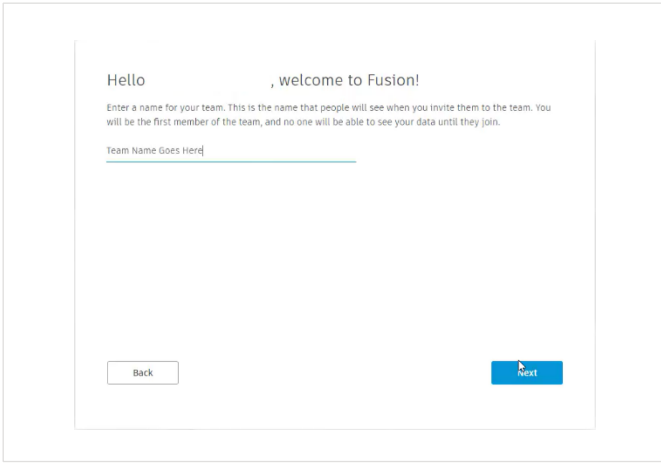 Hello , welcome to Fusion!
Enter a name for your team. This is the name that people will see when you invite them to the team. You
will be the first member of the team, and no one will be able to see your data until they join.
Team Name Goes Here
Back
Next